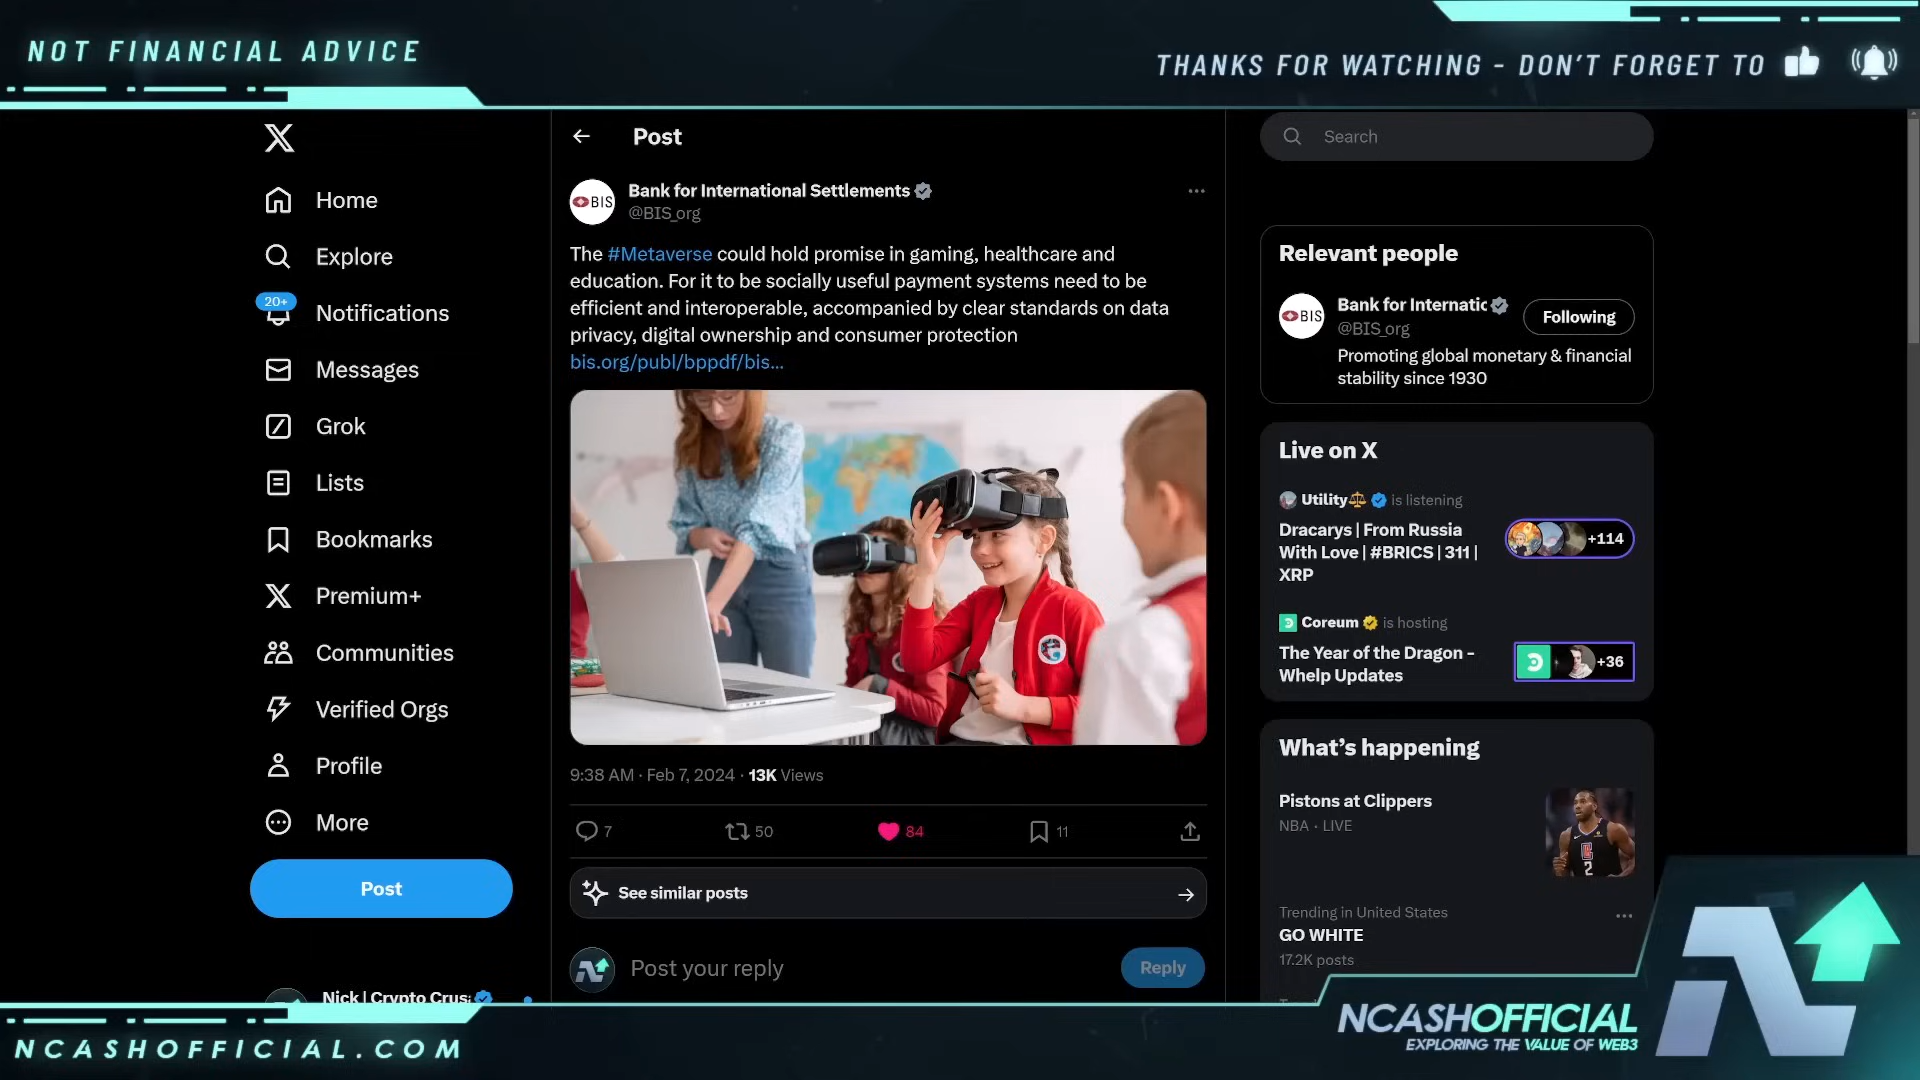 NOT FINANCIAL ADVICE
THANKS FOR WATCHING - DON'T FORGET TO
Home
Explore
20+
Notifications
Messages
Grok
Lists
Bookmarks
Premium+
Communities
Verified Orgs
Profile
More
Post
Nick | Crypto Crus
Post
BIS
Bank for International Settlements
@BIS_org
The #Metaverse could hold promise in gaming, healthcare and
education. For it to be socially useful payment systems need to be
efficient and interoperable, accompanied by clear standards on data
privacy, digital ownership and consumer protection
bis.org/publ/bppdf/bis...
9:38 AM · Feb 7, 2024 · 13K Views
7
50
84
11
See similar posts
Post your reply
Reply
Search
Relevant people
BIS
Bank for Internatic
@BIS_org
Following
Promoting global monetary & financial
stability since 1930
Live on X
Utility is listening
Dracarys | From Russia
With Love | #BRICS | 311 |
XRP
+114
Coreum is hosting
The Year of the Dragon -
Whelp Updates
+36
What's happening
Pistons at Clippers
NBA · LIVE
Trending in United States
GO WHITE
17.2K posts
NCASHOFFICIAL.COM
NCASHOFFICIAL
EXPLORING THE VALUE OF WEB3